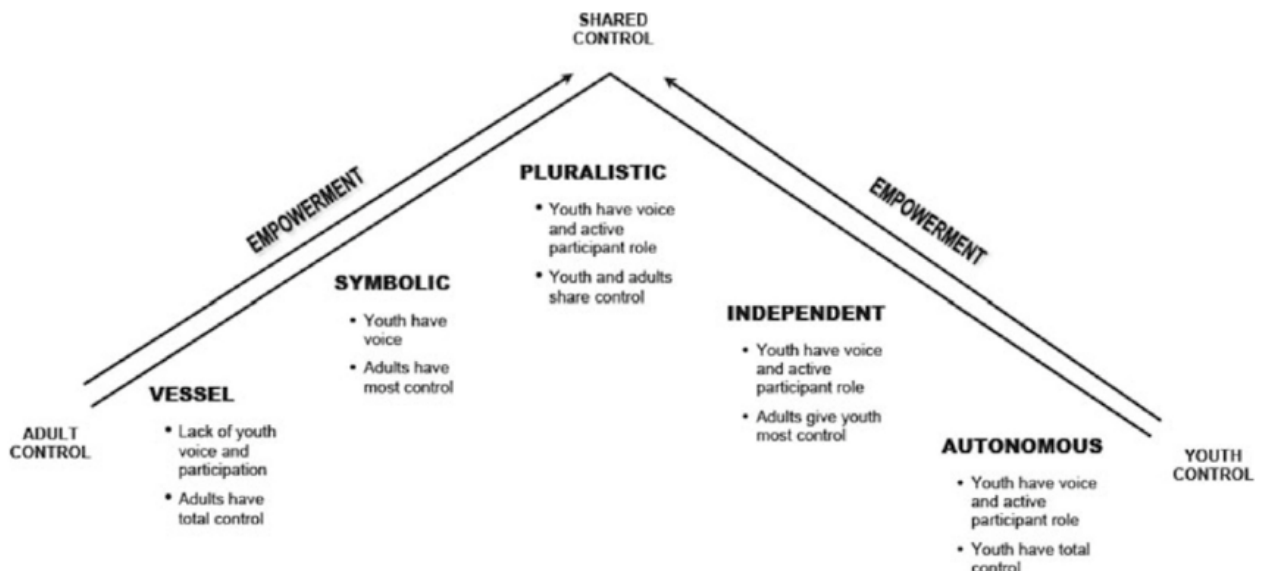 SHARED
CONTROL
EMPOWERMENT
EMPOWERMENT
PLURALISTIC
• Youth have voice
and active
participant role
• Youth and adults
share control
SYMBOLIC
• Youth have
voice
• Adults have
most control
INDEPENDENT
• Youth have voice
and active
participant role
• Adults give youth
most control
VESSEL
• Lack of youth
voice and
participation
• Adults have
total control
ADULT
CONTROL
AUTONOMOUS
• Youth have voice
and active
participant role
• Youth have total
control
YOUTH
CONTROL